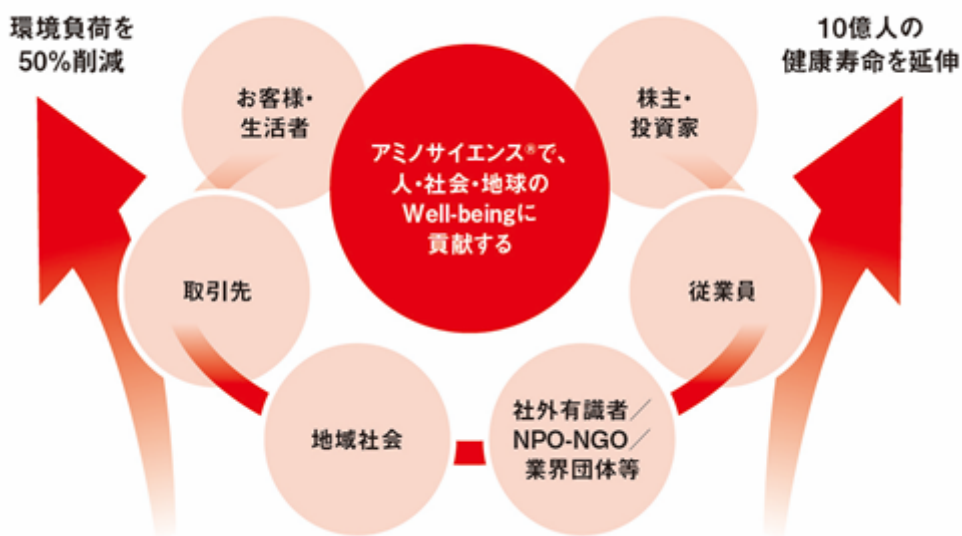 環境負荷を
50%削減
10億人の
健康寿命を延伸
お客様・
生活者
株主・
投資家
アミノサイエンス®で、
人・社会・地球の
Well-beingに
貢献する
取引先
従業員
地域社会
社外有識者／
NPO-NGO／
業界団体等